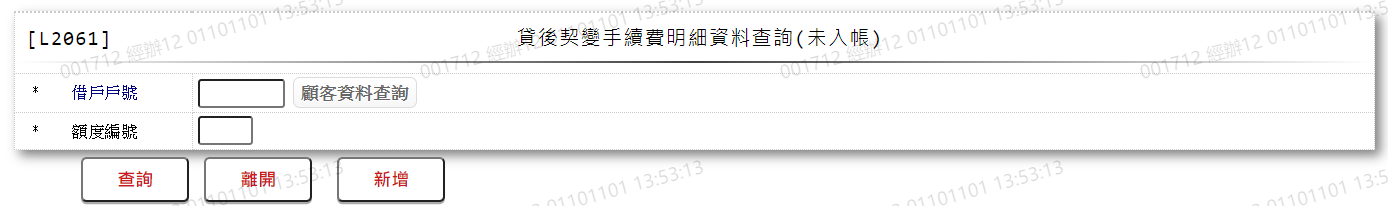 [L2061] 貸後契變手續費明細資料查詢(未入帳)
* 借戶戶號 顧客資料查詢
* 額度編號
查詢 離開 新增
001712 經辦12 01101101 13:53:13